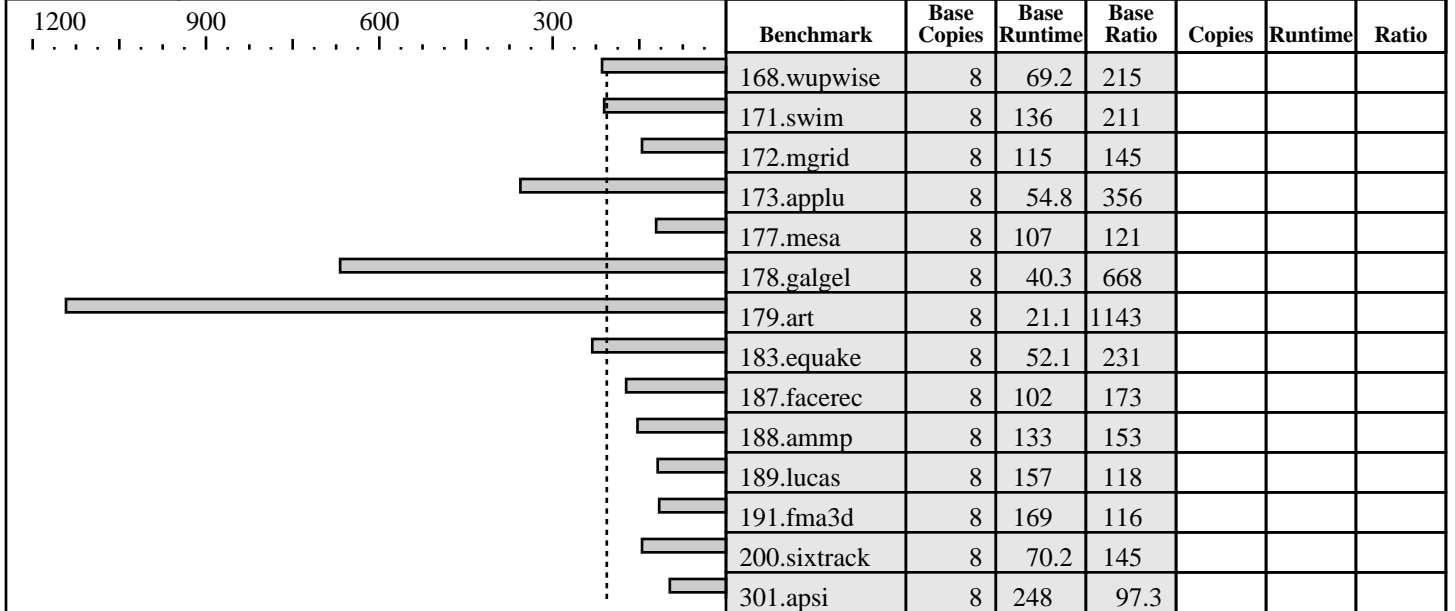 1200 900 600 300
Benchmark Base Copies Base Runtime Base Ratio Copies Runtime Ratio
168.wupwise 8 69.2 215
171.swim 8 136 211
172.mgrid 8 115 145
173.applu 8 54.8 356
177.mesa 8 107 121
178.galgel 8 40.3 668
179.art 8 21.1 1143
183.equake 8 52.1 231
187.facerec 8 102 173
188.ammp 8 133 153
189.lucas 8 157 118
191.fma3d 8 169 116
200.sixtrack 8 70.2 145
301.apsi 8 248 97.3